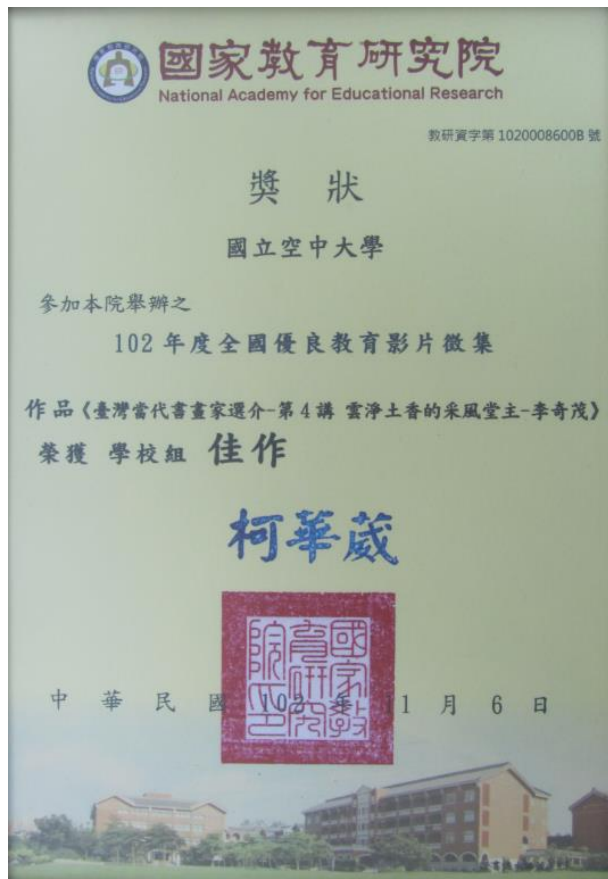 國家教育研究院
National Academy for Educational Research
教研資字第 1020008600B 號
獎 狀
國立空中大學
參加本院舉辦之
102 年度全國優良教育影片徵集
作品《臺灣當代書畫家選介-第 4 講 雲淨土香的采風堂主-李奇茂》
榮獲 學校組 佳作
柯華葳
國家教育研究院印
中 華 民 國 102 年 11 月 6 日